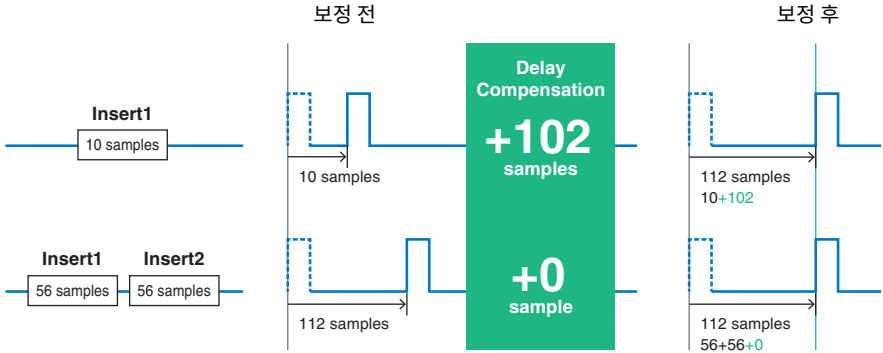 보정 전
보정 후
Insert1
10 samples
10 samples
Delay
Compensation
+102
samples
112 samples
10+102
Insert1
Insert2
56 samples
56 samples
112 samples
+0
sample
112 samples
56+56+0